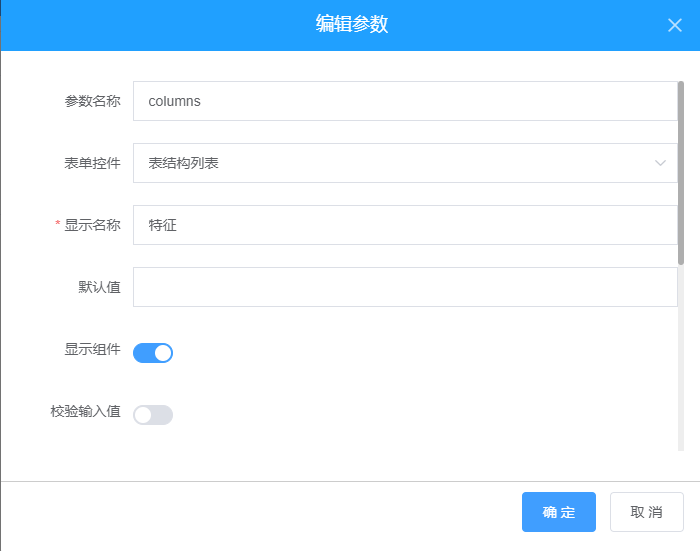 编辑参数
参数名称 columns
表单控件 表结构列表
* 显示名称 特征
默认值
显示组件
校验输入值
确定 取消